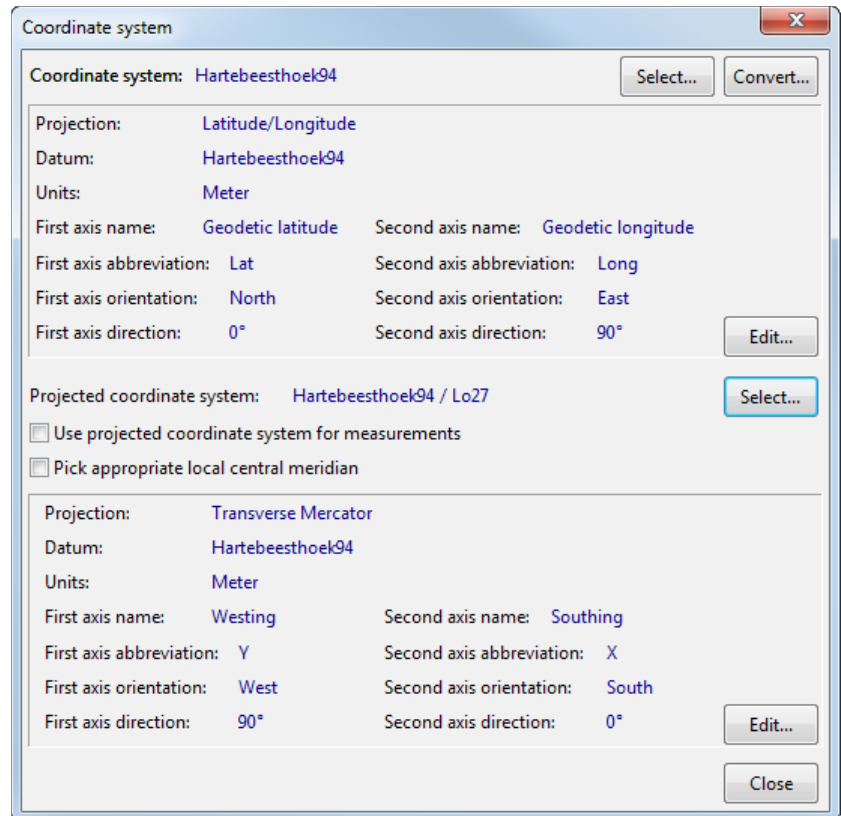 Coordinate system
Coordinate system: Hartebeesthoek94 Select... Convert...
Projection: Latitude/Longitude
Datum: Hartebeesthoek94
Units: Meter
First axis name: Geodetic latitude Second axis name: Geodetic longitude
First axis abbreviation: Lat Second axis abbreviation: Long
First axis orientation: North Second axis orientation: East
First axis direction: 0° Second axis direction: 90° Edit...
Projected coordinate system: Hartebeesthoek94 / Lo27 Select...
Use projected coordinate system for measurements
Pick appropriate local central meridian
Projection: Transverse Mercator
Datum: Hartebeesthoek94
Units: Meter
First axis name: Westing Second axis name: Southing
First axis abbreviation: Y Second axis abbreviation: X
First axis orientation: West Second axis orientation: South
First axis direction: 90° Second axis direction: 0° Edit...
Close